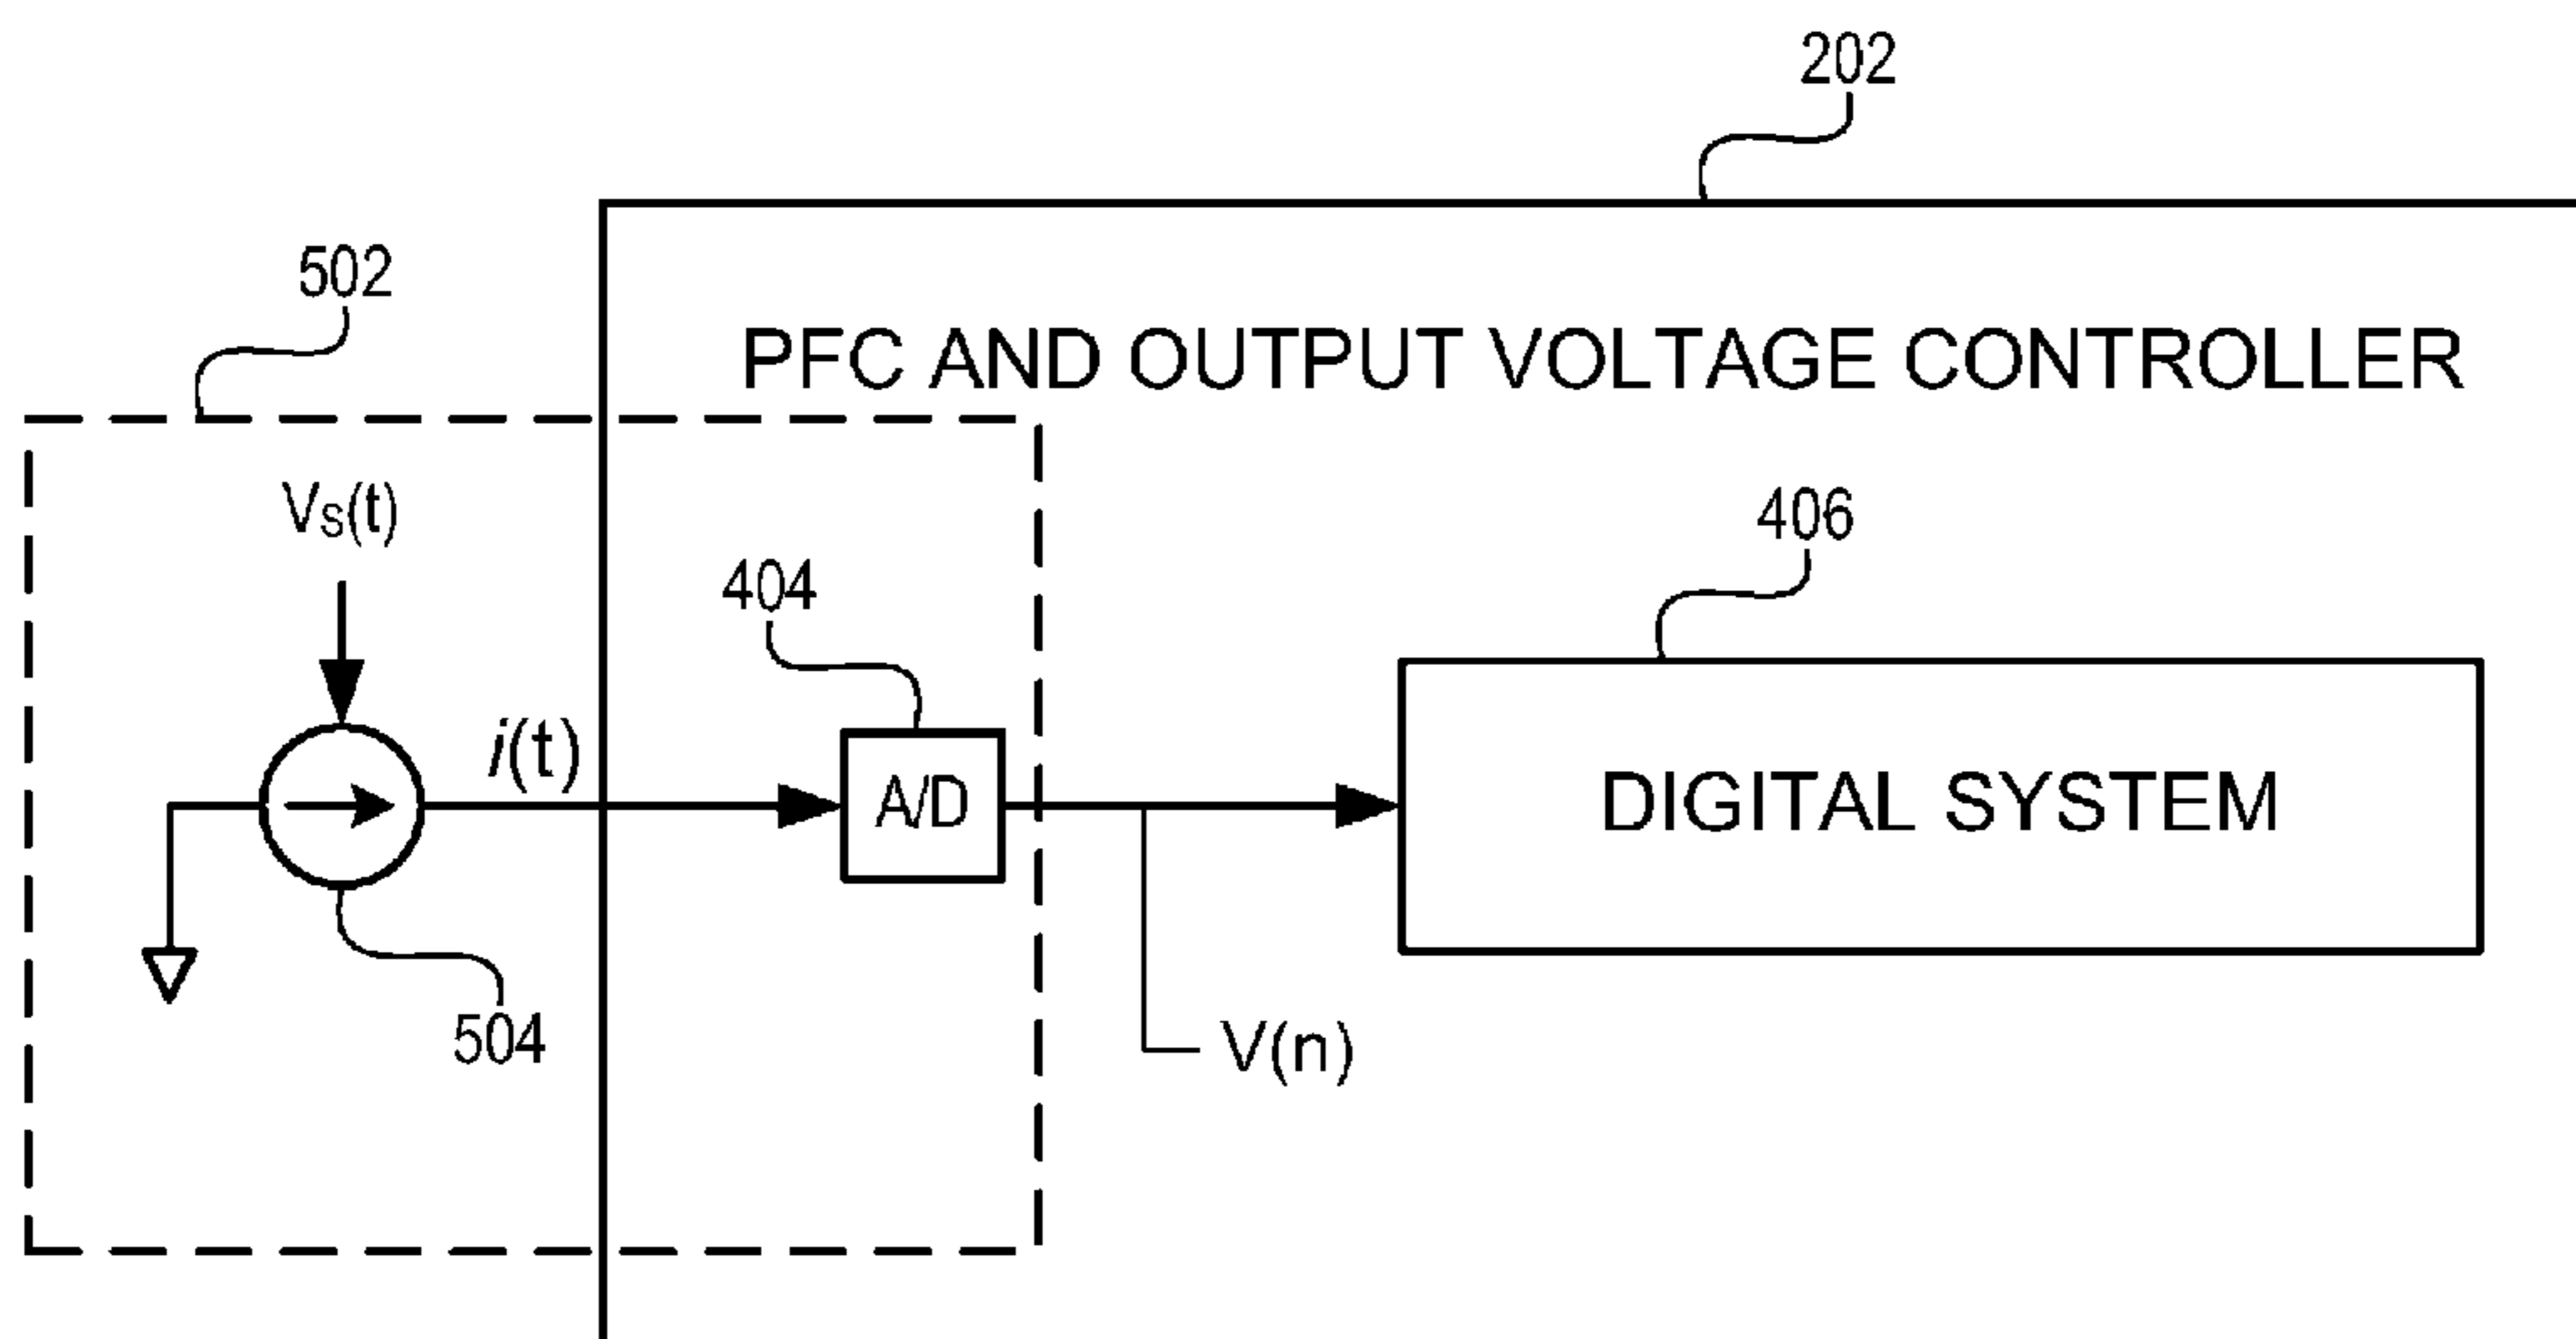 202
502
PFC AND OUTPUT VOLTAGE CONTROLLER
Vs(t)
406
404
i(t)
A/D
DIGITAL SYSTEM
504
V(n)